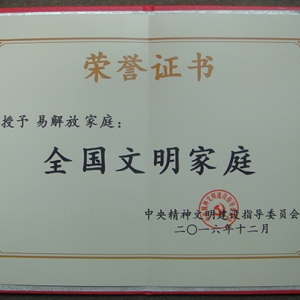 荣誉证书
授予 易解放家庭：
全国文明家庭
中央精神文明建设指导委员会
二〇一六年十二月